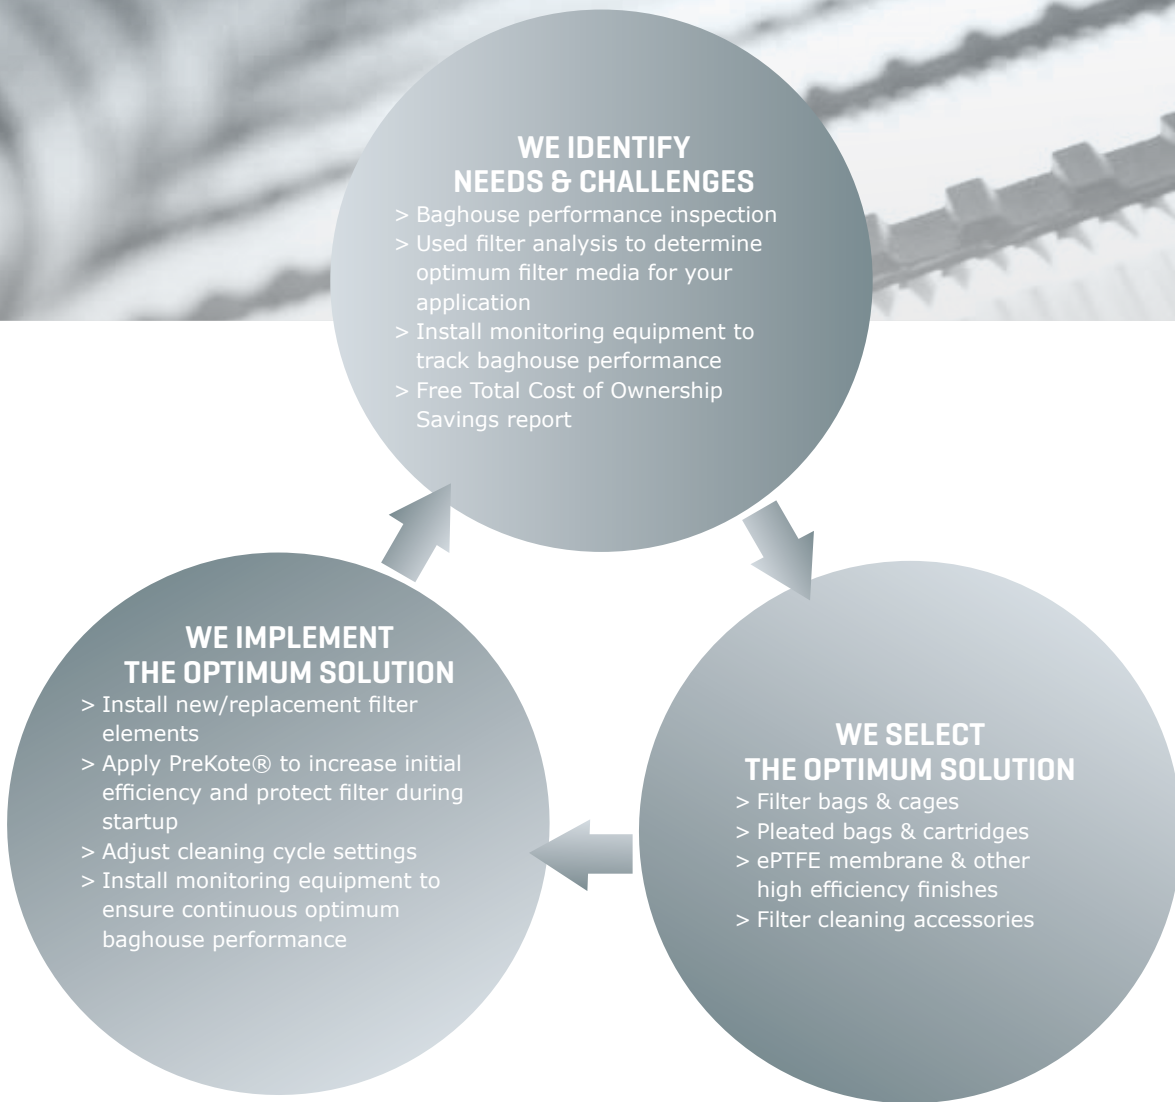 WE IDENTIFY
NEEDS & CHALLENGES
> Baghouse performance inspection
> Used filter analysis to determine
optimum filter media for your
application
> Install monitoring equipment to
track baghouse performance
> Free Total Cost of Ownership
Savings report
WE IMPLEMENT
THE OPTIMUM SOLUTION
> Install new/replacement filter
elements
> Apply PreKote® to increase initial
efficiency and protect filter during
startup
> Adjust cleaning cycle settings
> Install monitoring equipment to
ensure continuous optimum
baghouse performance
WE SELECT
THE OPTIMUM SOLUTION
> Filter bags & cages
> Pleated bags & cartridges
> ePTFE membrane & other
high efficiency finishes
> Filter cleaning accessories